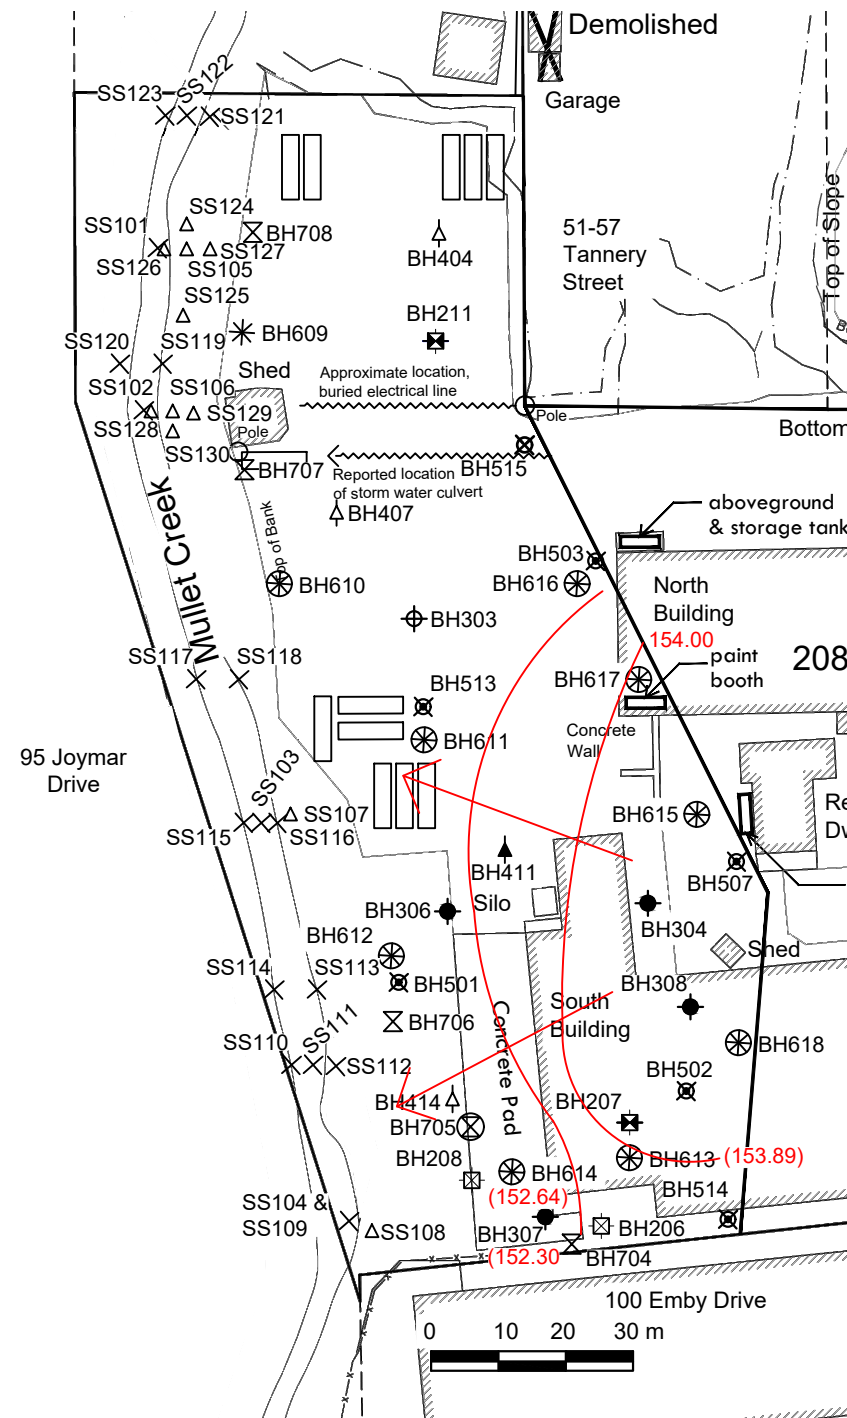 Demolished
Garage
SS123
SS122
SS121
SS124
SS101
BH708
SS127
SS126
SS105
BH404
51-57
Tannery
Street
Top of Slope
SS125
BH211
BH609
SS120
SS119
Shed
Approximate location,
buried electrical line
SS102
SS106
SS129
Pole
SS128
Pole
Bottom
SS130
BH707
Reported location
of storm water culvert
BH515
aboveground
& storage tank
BH407
Mullet Creek
Top of Bank
BH503
BH610
BH616
North
Building
BH303
154.00
SS117
SS118
paint
booth
208
BH617
BH513
Concrete
Wall
BH611
95 Joymar
Drive
SS103
SS107
SS115
SS116
BH615
Re
Dw
BH411
BH507
BH306
Silo
BH304
BH612
Shed
SS114
SS113
BH501
BH308
South
Building
Concrete Pad
BH706
SS110
SS111
SS112
BH618
BH502
BH414
BH207
BH705
BH208
BH614
BH613
(153.89)
(152.64)
BH514
SS104 &
SS109
SS108
BH307
BH206
(152.30
BH704
100 Emby Drive
0 10 20 30 m